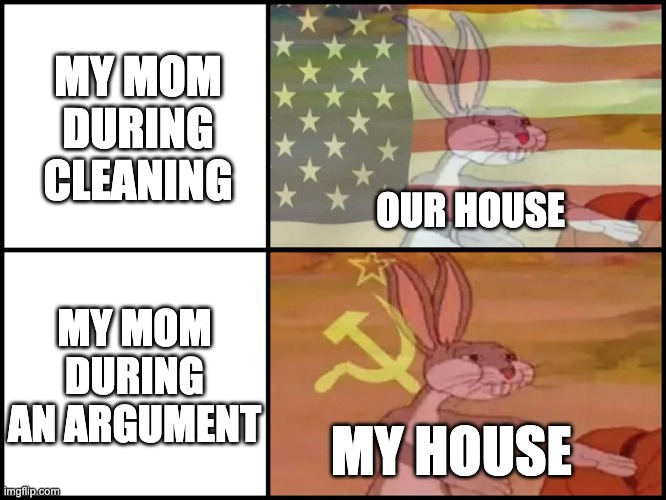 MY MOM
DURING
CLEANING
OUR HOUSE
MY MOM
DURING
AN ARGUMENT
MY HOUSE
imgflip.com